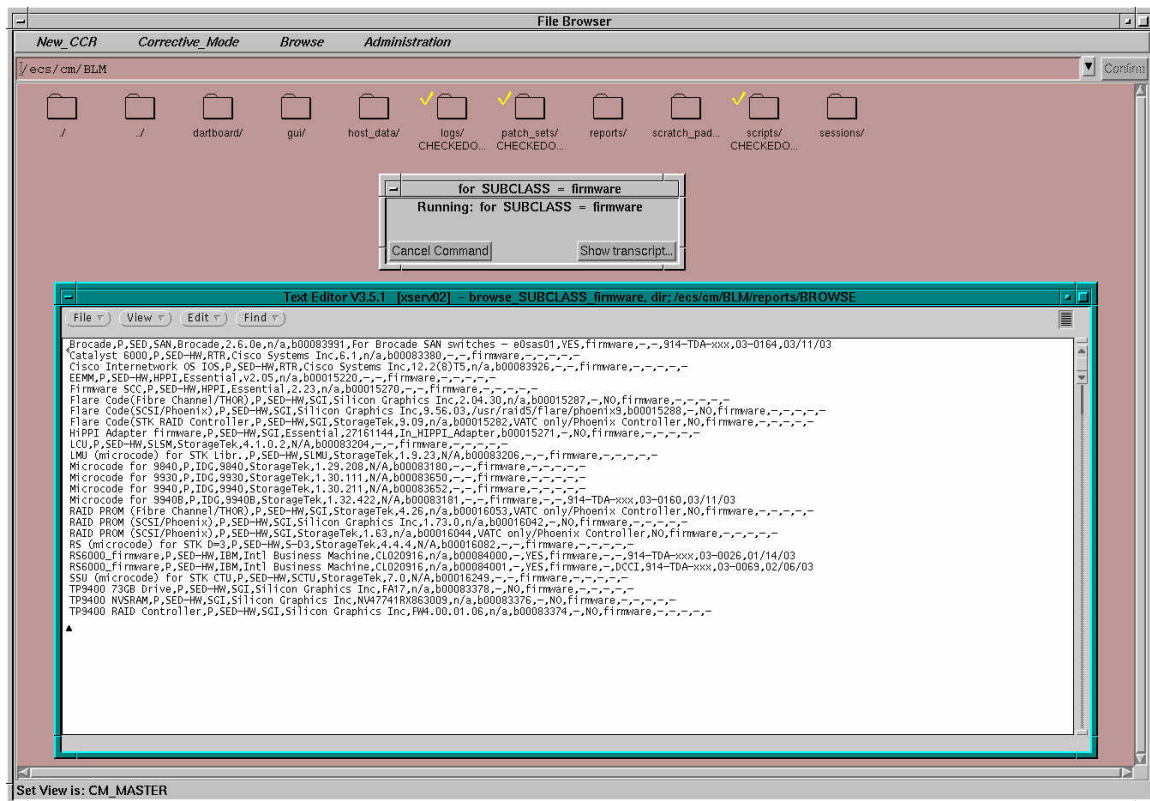 File Browser
New_CCR Corrective_Mode Browse Administration
/ecs/cm/BLM Confirm
./ ../ dartboard/ gui/ host_data/ logs/ patch_sets/ reports/ scratch_pad... scripts/ sessions/
CHECKEDO... CHECKEDO... CHECKEDO...
for SUBCLASS = firmware
Running: for SUBCLASS = firmware
Cancel Command Show transcript...
Text Editor V3.5.1 [xserv02] - browse_SUBCLASS_firmware, dir; /ecs/cm/BLM/reports/BROWSE
File View Edit Find
Brocade,P,SED,SAN,Brocade,2.6.0e,n/a,b00083991,For Brocade SAN switches - e0sas01,YES,firmware,-,-,914-TDA-xxx,03-0164,03/11/03
Catalyst 6000,P,SED-HW,RTR,Cisco Systems Inc,6.1,n/a,b00083380,-,-,firmware,-,-,-,-,-
Cisco Internetwork OS IOS,P,SED-HW,RTR,Cisco Systems Inc,12.2(8)T5,n/a,b00083926,-,-,firmware,-,-,-,-,-
EEMM,P,SED-HW,HPPI,Essential,v2.05,n/a,b00015220,-,-,firmware,-,-,-,-,-
Firmware SCC,P,SED-HW,HPPI,Essential,2.23,n/a,b00015270,-,-,firmware,-,-,-,-,-
Flare Code(Fibre Channel/THOR),P,SED-HW,SGI,Silicon Graphics Inc,2.04.30,n/a,b00015287,-,NO,firmware,-,-,-,-,-
Flare Code(SCSI/Phoenix),P,SED-HW,SGI,Silicon Graphics Inc,9.56.03,/usr/raid5/flare/phoenix9,b00015288,-,NO,firmware,-,-,-,-,-
Flare Code(STK RAID Controller,P,SED-HW,SGI,StorageTek,9.09,n/a,b00015282,VATC only/Phoenix Controller,NO,firmware,-,-,-,-,-
HiPPI Adapter firmware,P,SED-HW,SGI,Essential,27161144,In_HIPPI_Adapter,b00015271,-,NO,firmware,-,-,-,-,-
LCU,P,SED-HW,SLSM,StorageTek,4.1.0.2,N/A,b00083204,-,-,firmware,-,-,-,-,-
LMU (microcode) for STK Libr.,P,SED-HW,SLMU,StorageTek,1.9.23,N/A,b00083206,-,-,firmware,-,-,-,-,-
Microcode for 9840,P,IDG,9840,StorageTek,1.29.208,N/A,b00083180,-,-,firmware,-,-,-,-,-
Microcode for 9930,P,IDG,9930,StorageTek,1.30.111,N/A,b00083650,-,-,firmware,-,-,-,-,-
Microcode for 9940,P,IDG,9940,StorageTek,1.30.211,N/A,b00083652,-,-,firmware,-,-,-,-,-
Microcode for 9940B,P,IDG,9940B,StorageTek,1.32.422,N/A,b00083181,-,-,firmware,-,-,914-TDA-xxx,03-0160,03/11/03
RAID PROM (Fibre Channel/THOR),P,SED-HW,SGI,StorageTek,4.26,n/a,b00016053,VATC only/Phoenix Controller,NO,firmware,-,-,-,-,-
RAID PROM (SCSI/Phoenix),P,SED-HW,SGI,Silicon Graphics Inc,1.73.0,n/a,b00016042,-,NO,firmware,-,-,-,-,-
RAID PROM (SCSI/Phoenix),P,SED-HW,SGI,StorageTek,1.63,n/a,b00016044,VATC only/Phoenix Controller,NO,firmware,-,-,-,-,-
RS (microcode) for STK D=3,P,SED-HW,S-D3,StorageTek,4.4.4,N/A,b00016082,-,-,firmware,-,-,-,-,-
RS6000_firmware,P,SED-HW,IBM,Intl Business Machine,CL020916,n/a,b00084000,-,YES,firmware,-,-,914-TDA-xxx,03-0026,01/14/03
RS6000_firmware,P,SED-HW,IBM,Intl Business Machine,CL020916,n/a,b00084001,-,YES,firmware,-,DCCI,914-TDA-xxx,03-0069,02/06/03
SSU (microcode) for STK CTU,P,SED-HW,SCTU,StorageTek,7.0,N/A,b00016249,-,-,firmware,-,-,-,-,-
TP9400 73GB Drive,P,SED-HW,SGI,Silicon Graphics Inc,FA17,n/a,b00083378,-,NO,firmware,-,-,-,-,-
TP9400 NVSRAM,P,SED-HW,SGI,Silicon Graphics Inc,NV47741RX863009,n/a,b00083376,-,NO,firmware,-,-,-,-,-
TP9400 RAID Controller,P,SED-HW,SGI,Silicon Graphics Inc,FW4.00.01.06,n/a,b00083374,-,NO,firmware,-,-,-,-,-
Set View is: CM_MASTER